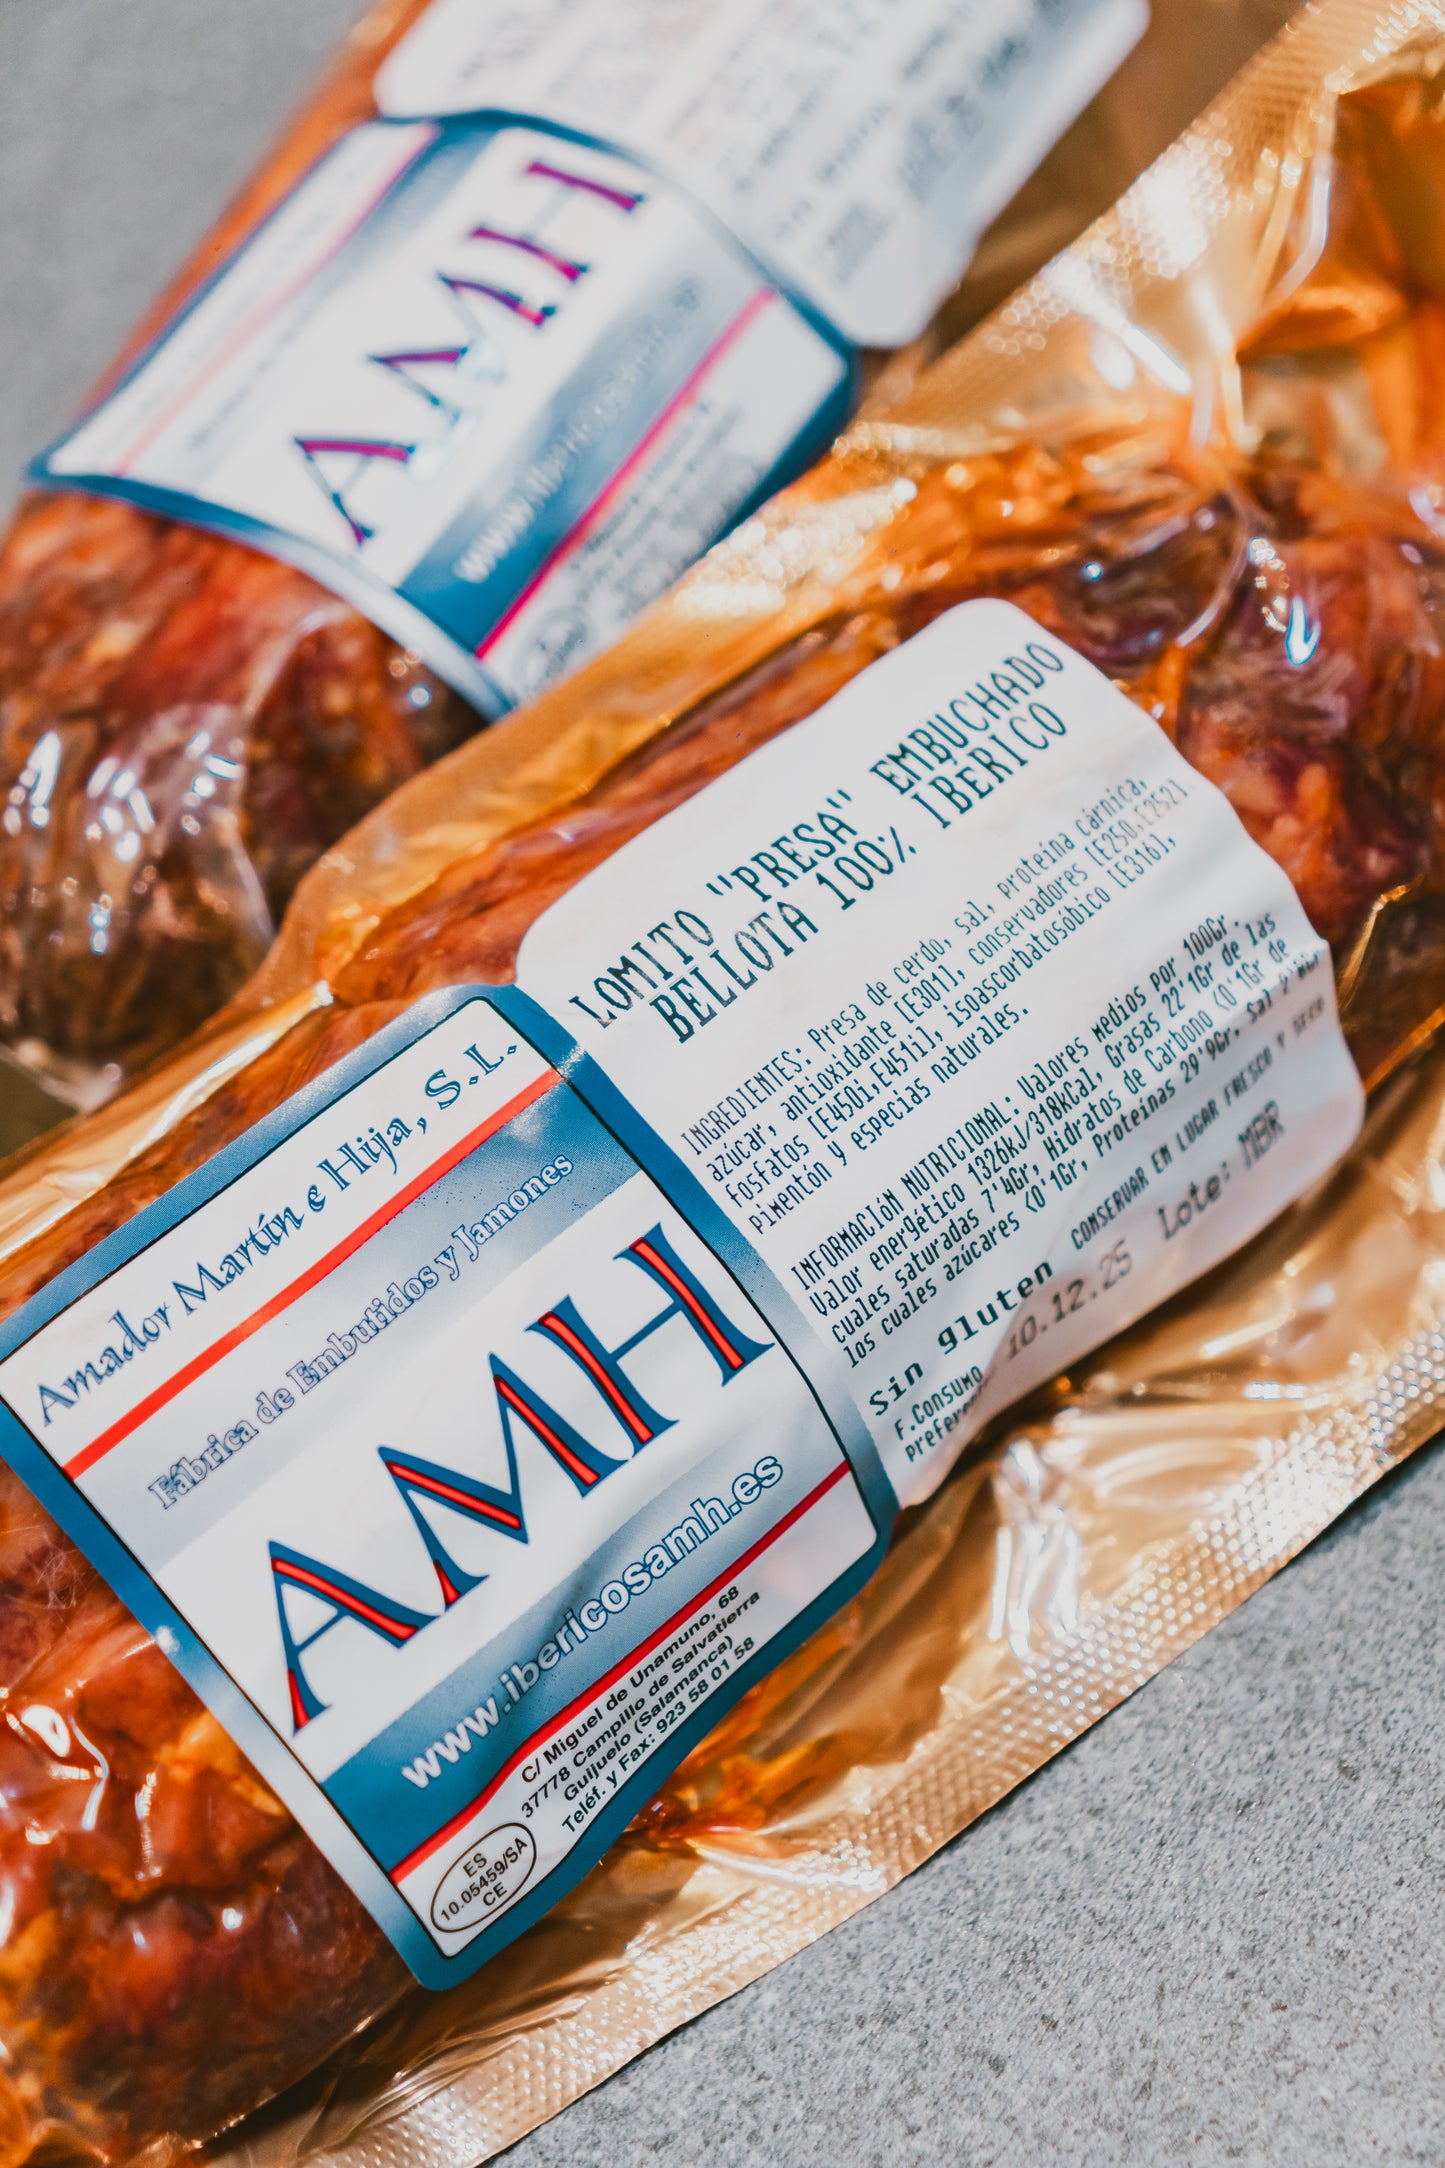 AMH
LOMITO "PRESA" EMBUCHADO
BELLOTA 100% IBERICO
INGREDIENTES: Presa de cerdo, sal, proteína cárnica,
azúcar, antioxidante [E301], conservadores [E250,E252],
Fosfatos [E450i,E451i], isoascorbatosóbico [E316],
Pimentón y especias naturales.
INFORMACIóN NUTRICIONAL: Valores medios por 100Gr.
Valor energético 1326kJ/318kCal, Grasas 22'1Gr de las
cuales saturadas 7'4Gr, Hidratos de Carbono <0'1Gr de
los cuales azúcares <0'1Gr, Proteínas 29'9Gr, Sal
Sin gluten
CONSERVAR EN LUGAR FRESCO Y SECO
F.CONSUMO 10.12.25 Lote: MBR
Amador Martín e Hija, S.L.
Fábrica de Embutidos y Jamones
AMH
www.ibericosamh.es
C/ Miguel de Unamuno, 68
37778 Campillo de Salvatierra
Guijuelo (Salamanca)
Teléf. y Fax: 923 58 01 58
ES
10.05459/SA
CE